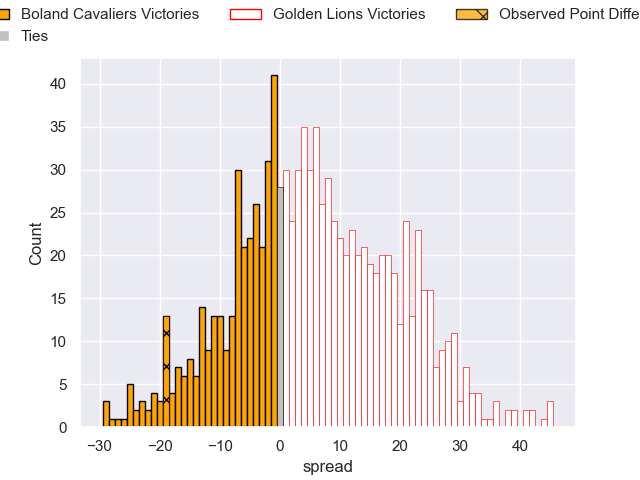 Boland Cavaliers Victories Golden Lions Victories Observed Point Diffe
Ties
40
35
30
25
20
15
10
5
0
Count
−30 −20 −10 0 10 20 30 40
spread